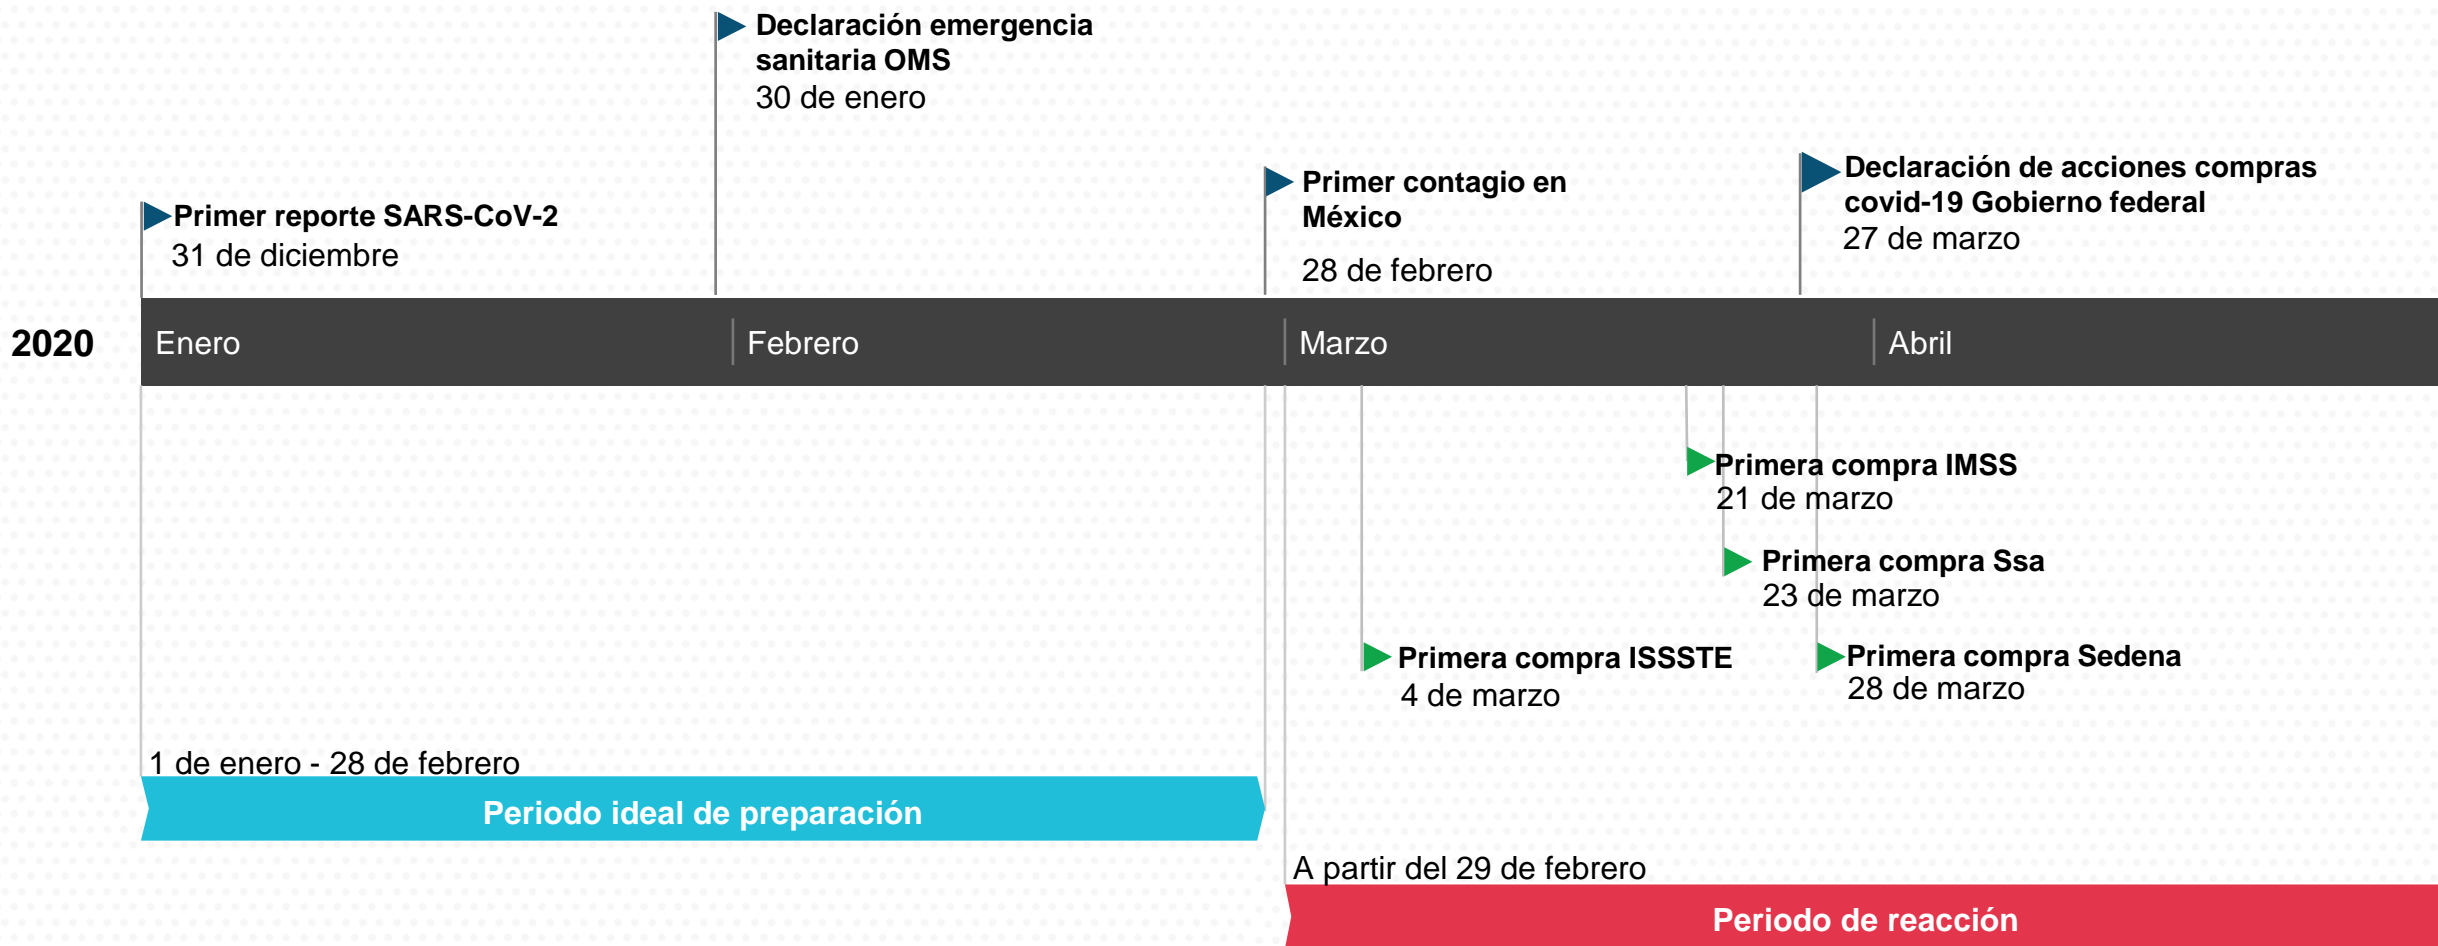 Declaración emergencia
sanitaria OMS
30 de enero
Primer reporte SARS-CoV-2
31 de diciembre
Primer contagio en
México
28 de febrero
Declaración de acciones compras
covid-19 Gobierno federal
27 de marzo
2020
Enero
Febrero
Marzo
Abril
Primera compra IMSS
21 de marzo
Primera compra Ssa
23 de marzo
Primera compra ISSSTE
4 de marzo
Primera compra Sedena
28 de marzo
1 de enero - 28 de febrero
Periodo ideal de preparación
A partir del 29 de febrero
Periodo de reacción